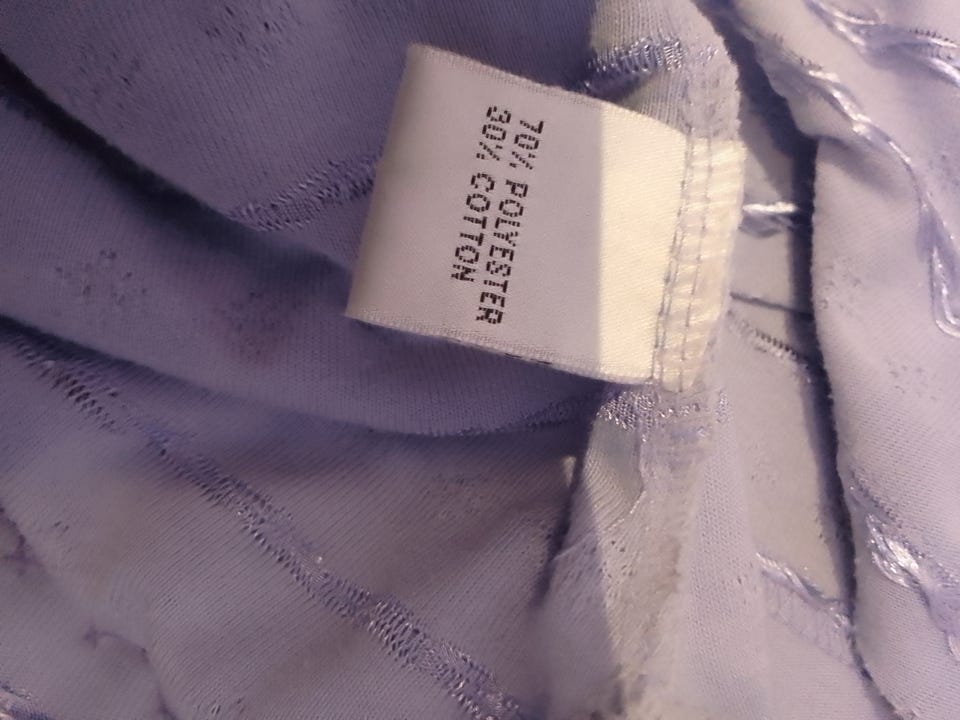 70% POLYESTER
30% COTTON